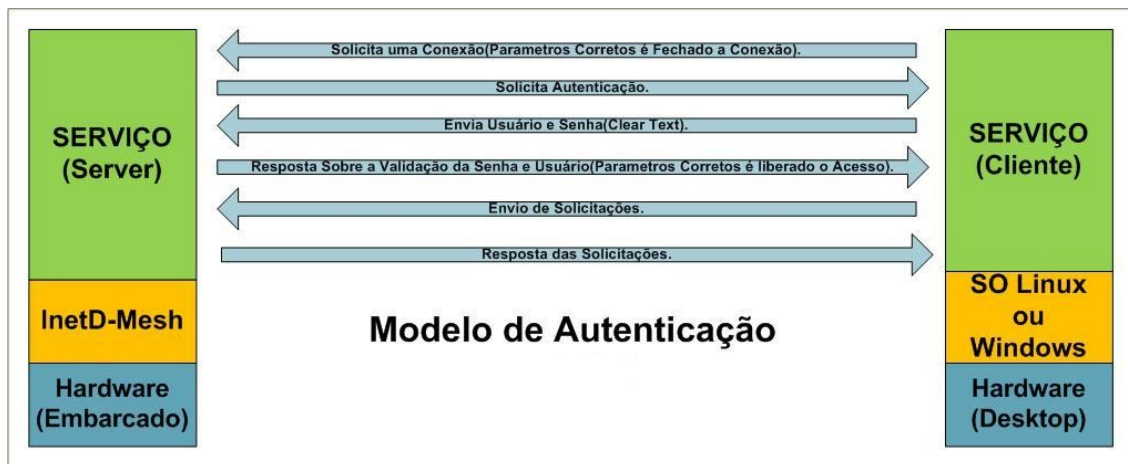 Solicita uma Conexão(Parametros Corretos é Fechado a Conexão).
Solicita Autenticação.
Envia Usuário e Senha(Clear Text).
Resposta Sobre a Validação da Senha e Usuário(Parametros Corretos é liberado o Acesso).
Envio de Solicitações.
Resposta das Solicitações.
SERVIÇO
(Server)
InetD-Mesh
Hardware
(Embarcado)
Modelo de Autenticação
SERVIÇO
(Cliente)
SO Linux
ou
Windows
Hardware
(Desktop)